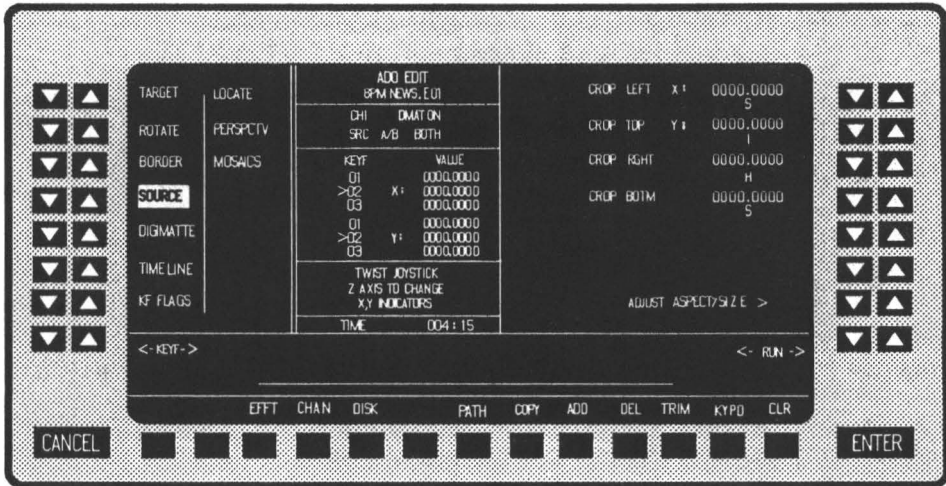 ADO EDIT
6PM NEWS.E01
CHI DMAT ON
SRC A/B BOTH
TARGET
ROTATE
BORDER
SOURCE
DIGIMATTE
TIME LINE
KF FLAGS
LOCATE
PERSPCTV
MOSAICS
KEYF VALUE
01 0000.0000
>02 X: 0000.0000
03 0000.0000
01 0000.0000
>02 Y: 0000.0000
03 0000.0000
TWIST JOYSTICK
Z AXIS TO CHANGE
X,Y INDICATORS
TIME 004:15
CROP LEFT X: 0000.0000
S
CROP TOP Y: 0000.0000
I
CROP RGHT 0000.0000
H
CROP BOTM 0000.0000
S
ADJUST ASPECT/SIZE >
<-KEYF-> <- RUN ->
EFFT CHAN DISK PATH COPY ADD DEL TRIM KYPD CLR
CANCEL ENTER